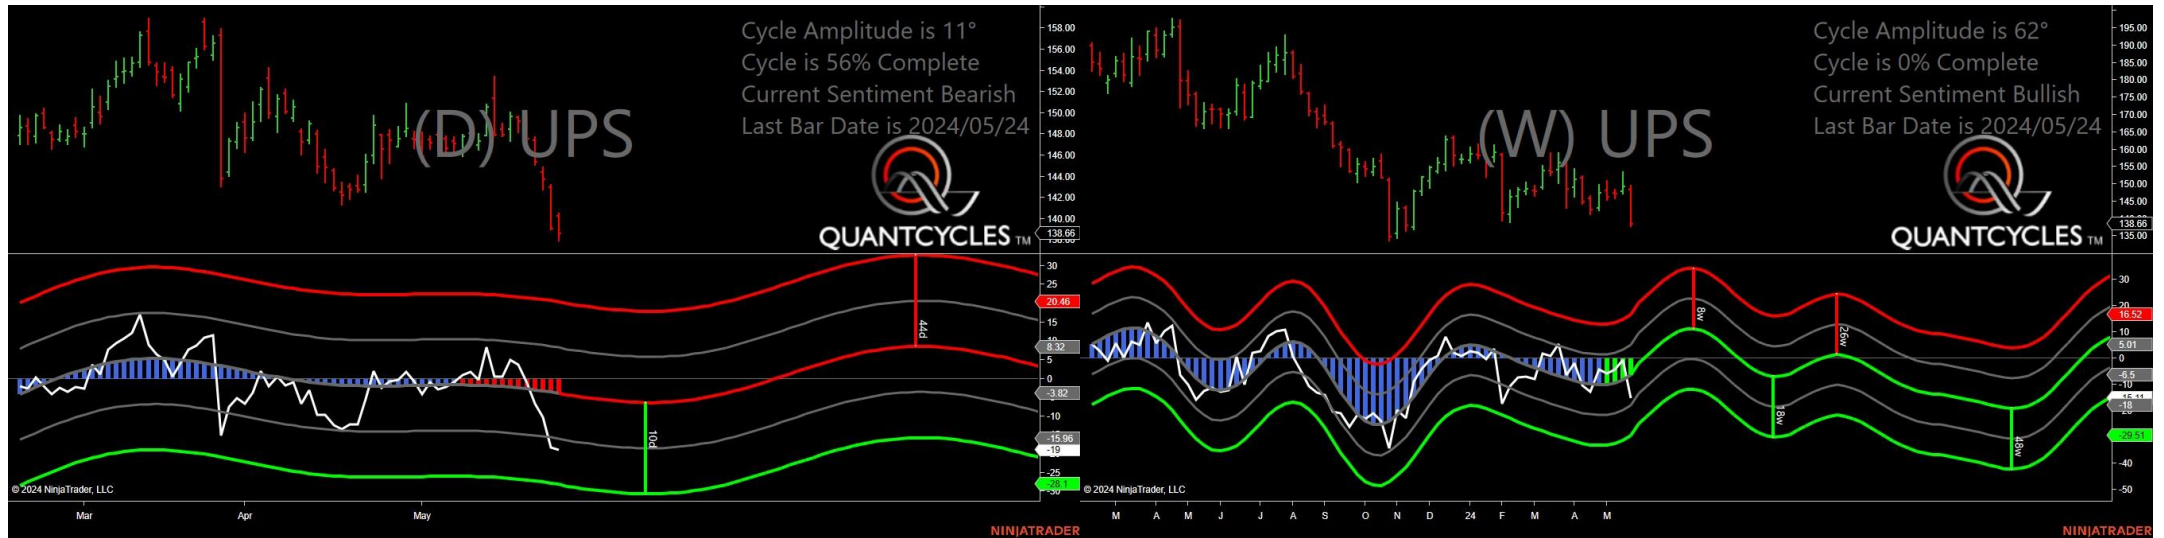 Cycle Amplitude is 11°
Cycle is 56% Complete
Current Sentiment Bearish
Last Bar Date is 2024/05/24
(D) UPS
QUANTCYCLES TM
158.00
156.00
154.00
152.00
150.00
148.00
146.00
144.00
142.00
140.00
138.66
30
25
20.46
15
8.32
5
0
-3.82
-10
-15.96
-19
-25
-28.1
44d
10d
© 2024 NinjaTrader, LLC
Mar Apr May
NINJATRADER
Cycle Amplitude is 62°
Cycle is 0% Complete
Current Sentiment Bullish
Last Bar Date is 2024/05/24
(W) UPS
QUANTCYCLES TM
195.00
190.00
185.00
180.00
175.00
170.00
165.00
160.00
155.00
150.00
145.00
138.66
135.00
30
20
16.52
10
5.01
0
-6.5
-10
-15.11
-18
-29.51
-40
-50
8w
18w
26w
48w
© 2024 NinjaTrader, LLC
M A M J J A S O N D 24 F M A M
NINJATRADER